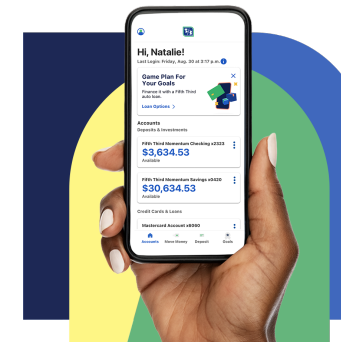 Hi, Natalie!
Last Login: Friday, Aug. 30 at 3:17 p.m.
Game Plan For
Your Goals
Finance it with a Fifth Third
auto loan.
Loan Options >
Accounts
Deposits & Investments
Fifth Third Momentum Checking x2323
$3,634.53
Available
Fifth Third Momentum Savings x0420
$30,634.53
Available
Credit Cards & Loans
Mastercard Account x6060
Accounts
Move Money
Deposit
Goals